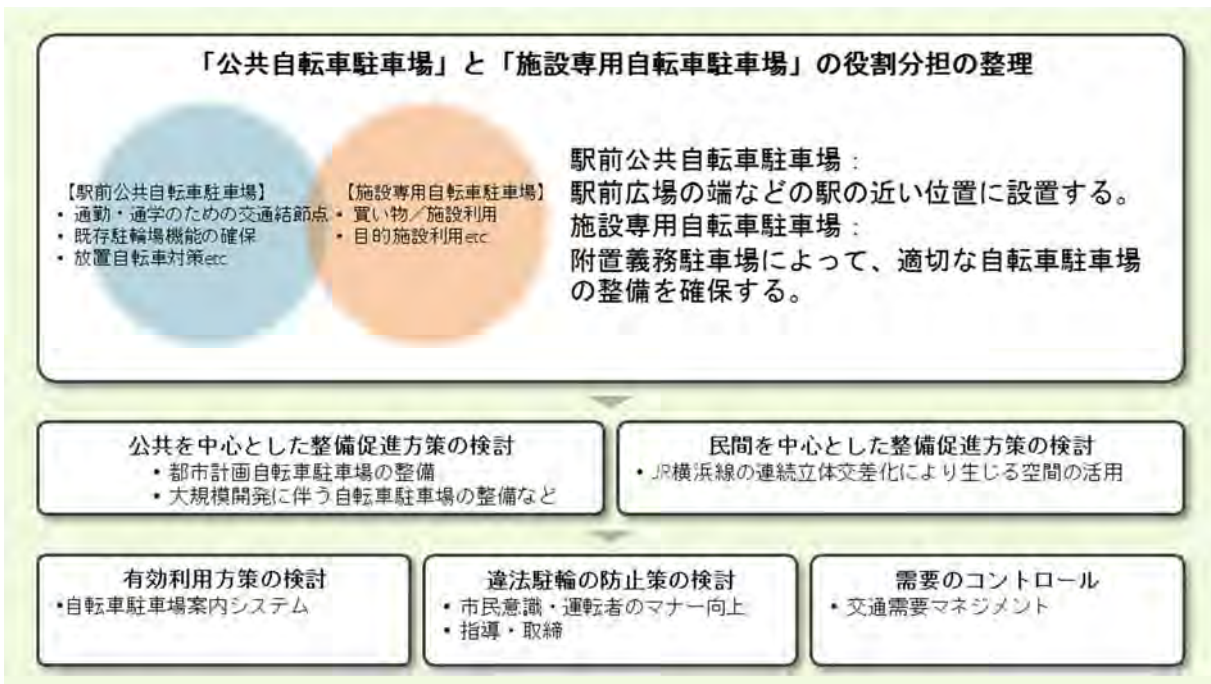 「公共自転車駐車場」と「施設専用自転車駐車場」の役割分担の整理
【駅前公共自転車駐車場】
• 通勤・通学のための交通結節点
• 既存駐輪場機能の確保
• 放置自転車対策etc
【施設専用自転車駐車場】
• 買い物／施設利用
• 目的施設利用etc
駅前公共自転車駐車場：
駅前広場の端などの駅の近い位置に設置する。
施設専用自転車駐車場：
附置義務駐車場によって、適切な自転車駐車場
の整備を確保する。
公共を中心とした整備促進方策の検討
• 都市計画自転車駐車場の整備
• 大規模開発に伴う自転車駐車場の整備など
民間を中心とした整備促進方策の検討
• JR横浜線の連続立体交差化により生じる空間の活用
有効利用方策の検討
•自転車駐車場案内システム
違法駐輪の防止策の検討
• 市民意識・運転者のマナー向上
• 指導・取締
需要のコントロール
• 交通需要マネジメント